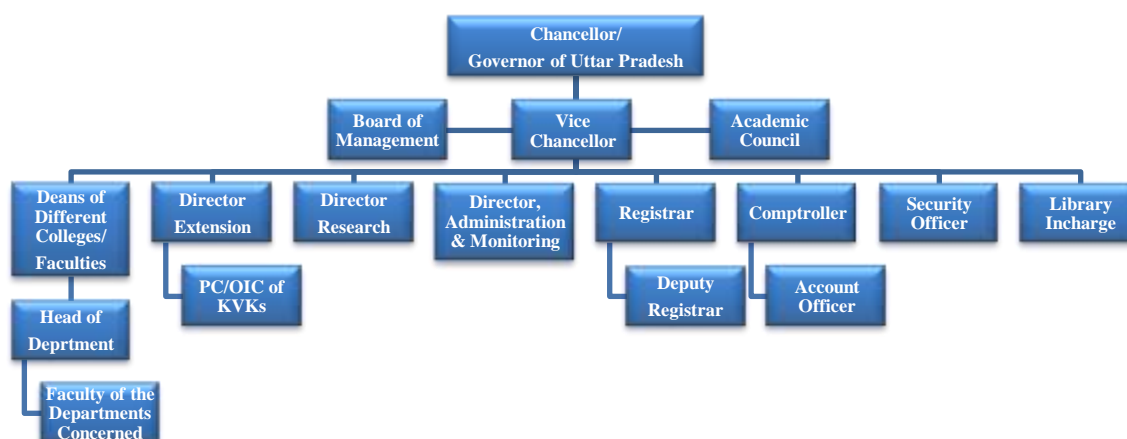 Chancellor/
Governor of Uttar Pradesh
Board of
Management
Vice
Chancellor
Academic
Council
Deans of
Different
Colleges/
Faculties
Director
Extension
Director
Research
Director,
Administration
& Monitoring
Registrar
Comptroller
Security
Officer
Library
Incharge
PC/OIC of
KVKs
Deputy
Registrar
Account
Officer
Head of
Deprtment
Faculty of the
Departments
Concerned